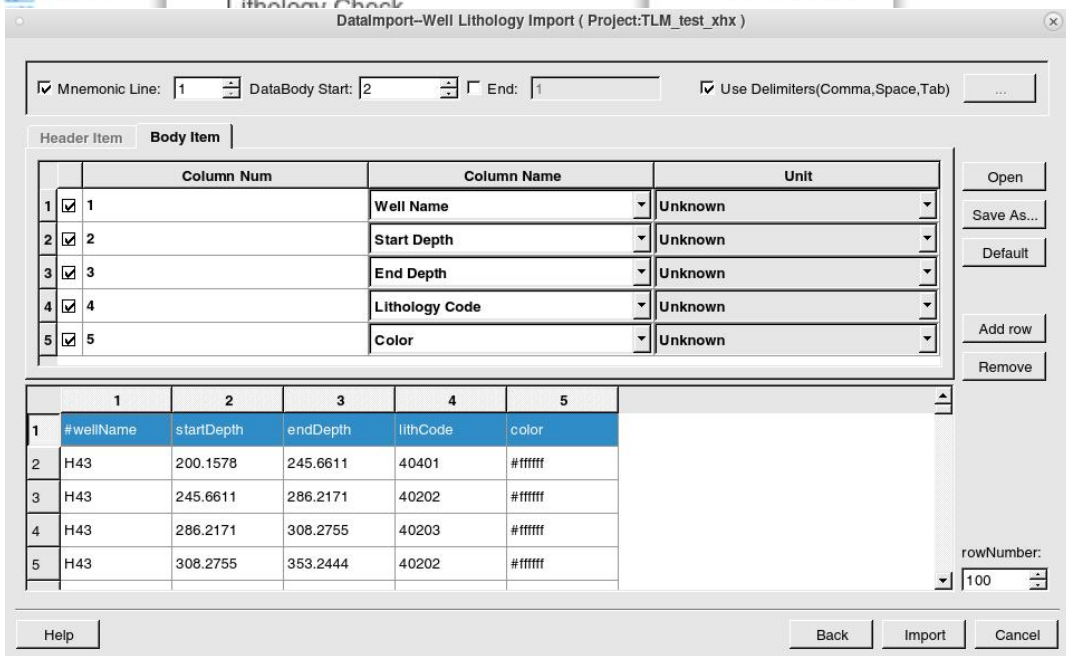 Lithology Check
DataImport--Well Lithology Import ( Project:TLM_test_xhx )
Mnemonic Line: 1 DataBody Start: 2 End: 1 Use Delimiters(Comma,Space,Tab) ...
Header Item Body Item
Column Num Column Name Unit
1 1 Well Name Unknown
2 2 Start Depth Unknown
3 3 End Depth Unknown
4 4 Lithology Code Unknown
5 5 Color Unknown
Open
Save As...
Default
Add row
Remove
1 2 3 4 5
1 #wellName startDepth endDepth lithCode color
2 H43 200.1578 245.6611 40401 #ffffff
3 H43 245.6611 286.2171 40202 #ffffff
4 H43 286.2171 308.2755 40203 #ffffff
5 H43 308.2755 353.2444 40202 #ffffff
rowNumber:
100
Help Back Import Cancel